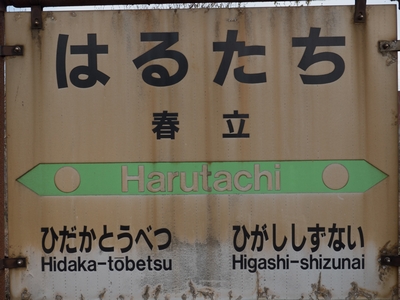 はるたち
春立
Harutachi
ひだかとうべつ ひがししずない
Hidaka-tōbetsu Higashi-shizunai